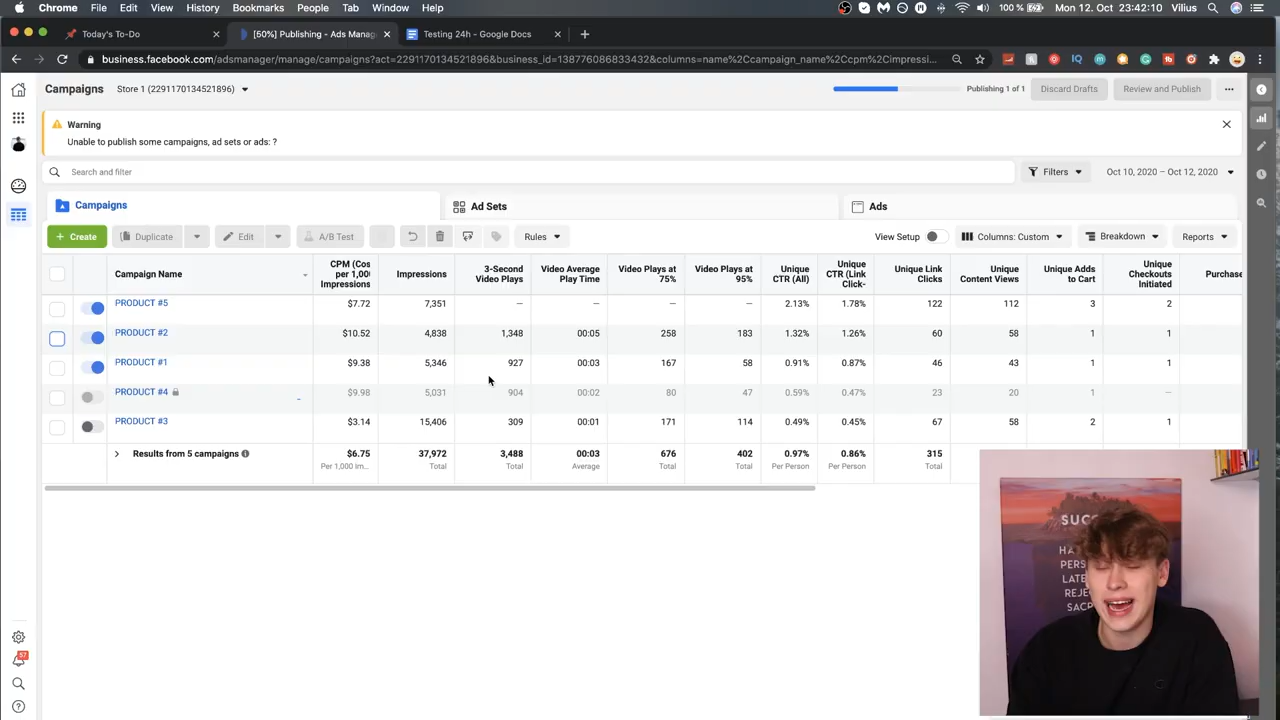 Chrome File Edit View History Bookmarks People Tab Window Help 100 % Mon 12. Oct 23:42:10 Vilius
Today's To-Do [50%] Publishing - Ads Manag Testing 24h - Google Docs
business.facebook.com/adsmanager/manage/campaigns?act=2291170134521896&business_id=138776086833432&columns=name%2Ccampaign_name%2Ccpm%2Cimpressi...
Campaigns Store 1 (2291170134521896) Publishing 1 of 1 Discard Drafts Review and Publish
Warning
Unable to publish some campaigns, ad sets or ads: ?
Search and filter Filters Oct 10, 2020 – Oct 12, 2020
Campaigns Ad Sets Ads
+ Create Duplicate Edit A/B Test Rules View Setup Columns: Custom Breakdown Reports
Campaign Name CPM (Cos per 1,000 Impressions Impressions 3-Second Video Plays Video Average Play Time Video Plays at 75% Video Plays at 95% Unique CTR (All) Unique CTR (Link Click- Unique Link Clicks Unique Content Views Unique Adds to Cart Unique Checkouts Initiated Purchase
PRODUCT #5 $7.72 7,351 — — — — 2.13% 1.78% 122 112 3 2
PRODUCT #2 $10.52 4,838 1,348 00:05 258 183 1.32% 1.26% 60 58 1 1
PRODUCT #1 $9.38 5,346 927 00:03 167 58 0.91% 0.87% 46 43 1 1
PRODUCT #4 $9.98 5,031 904 00:02 80 47 0.59% 0.47% 23 20 1 —
PRODUCT #3 $3.14 15,406 309 00:01 171 114 0.49% 0.45% 67 58 2 1
Results from 5 campaigns $6.75 37,972 3,488 00:03 676 402 0.97% 0.86% 315
Per 1,000 Im... Total Total Average Total Total Per Person Per Person Total
57
SUC
HA
PERS
LATE
REJE
SAC